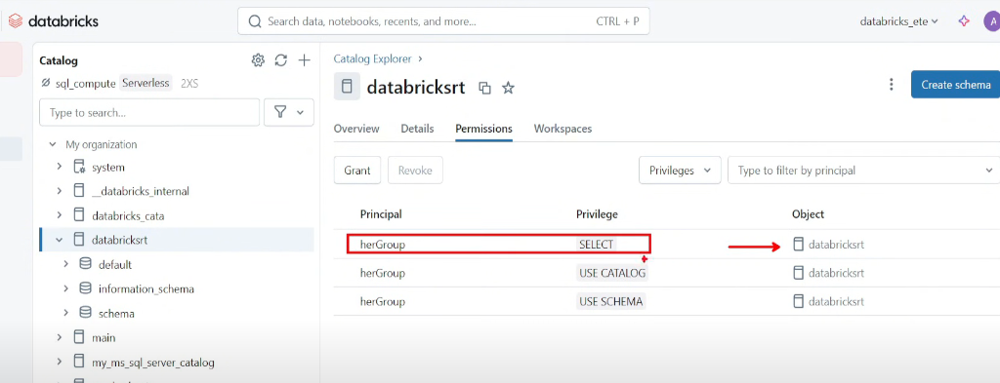 databricks
Search data, notebooks, recents, and more...
CTRL + P
databricks_ete
A
Catalog
sql_compute Serverless 2XS
Type to search...
My organization
system
__databricks_internal
databricks_cata
databricksrt
default
information_schema
schema
main
my_ms_sql_server_catalog
Catalog Explorer
databricksrt
Create schema
Overview Details Permissions Workspaces
Grant Revoke
Privileges
Type to filter by principal
Principal Privilege Object
herGroup SELECT databricksrt
herGroup USE CATALOG databricksrt
herGroup USE SCHEMA databricksrt